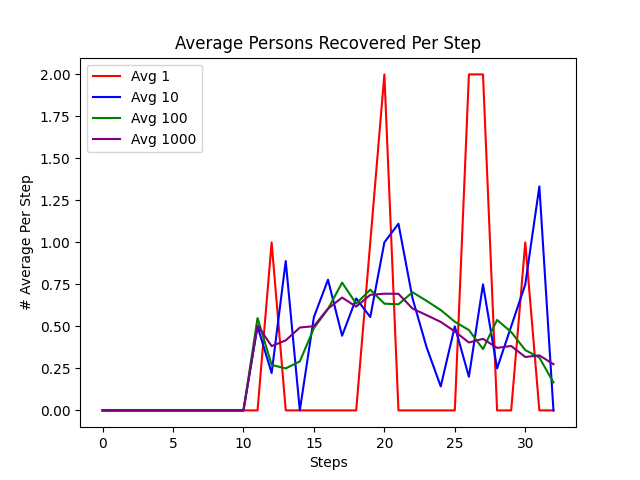 Average Persons Recovered Per Step
Avg 1
Avg 10
Avg 100
Avg 1000
# Average Per Step
2.00
1.75
1.50
1.25
1.00
0.75
0.50
0.25
0.00
0 5 10 15 20 25 30
Steps